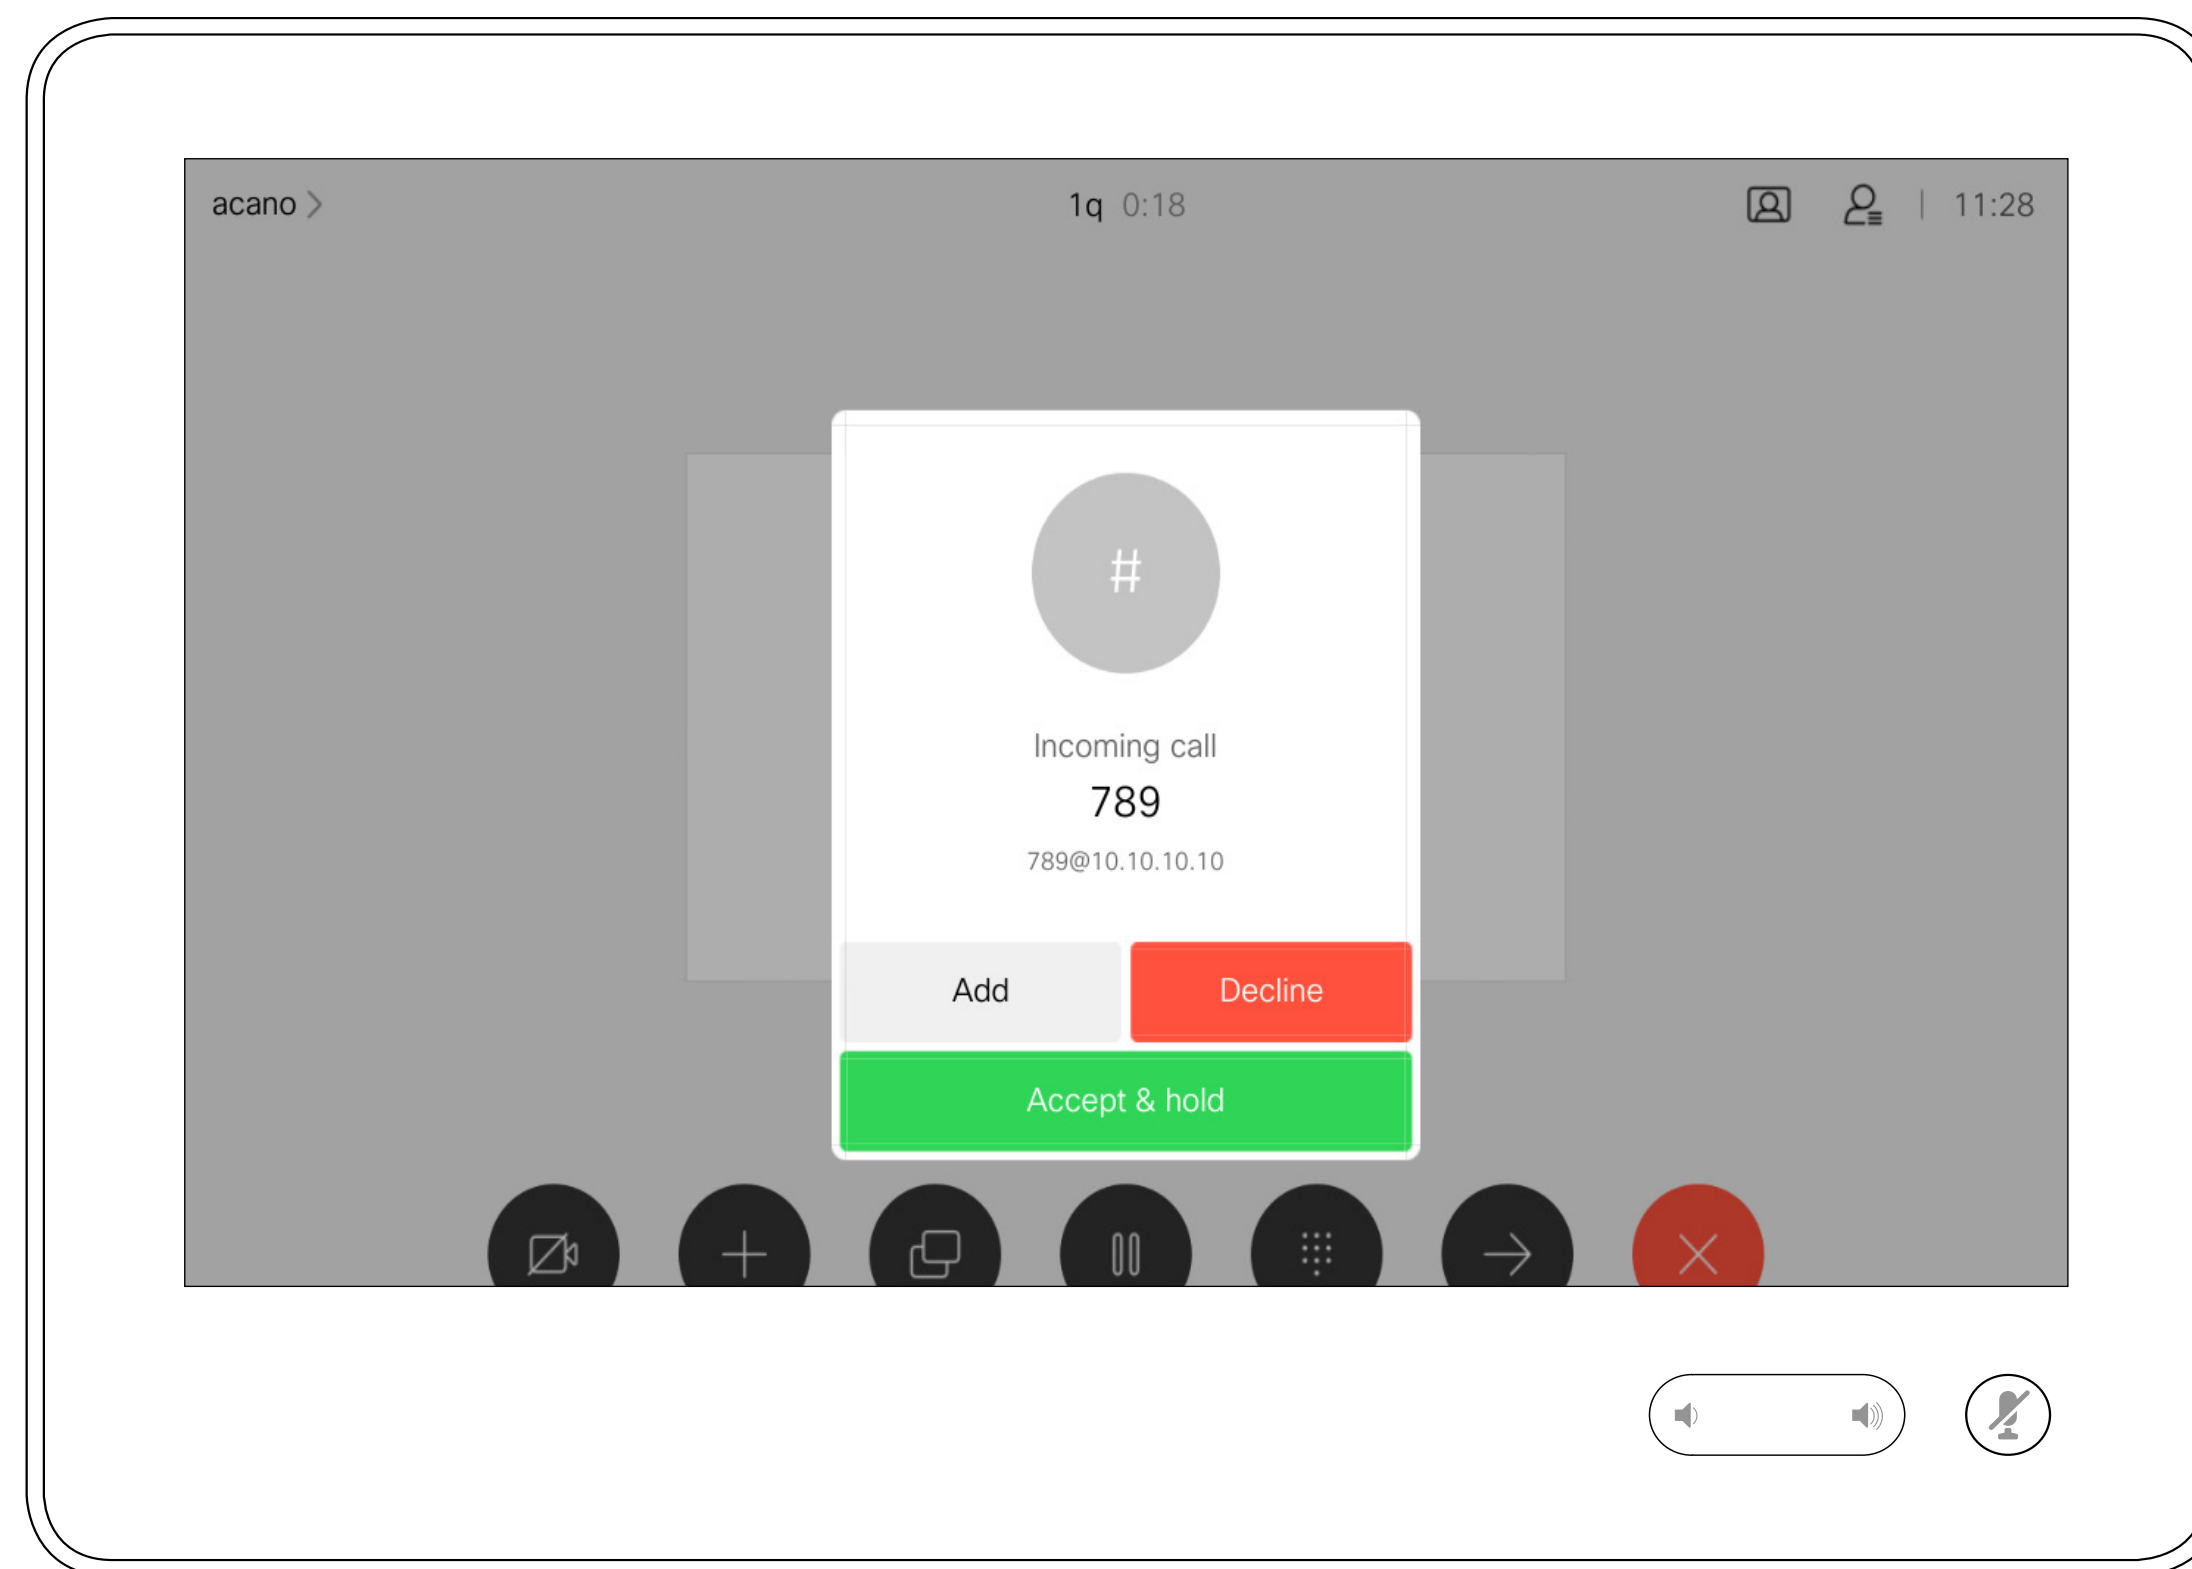 acano
1q 0:18
11:28
#
Incoming call
789
789@10.10.10.10
Add
Decline
Accept & hold